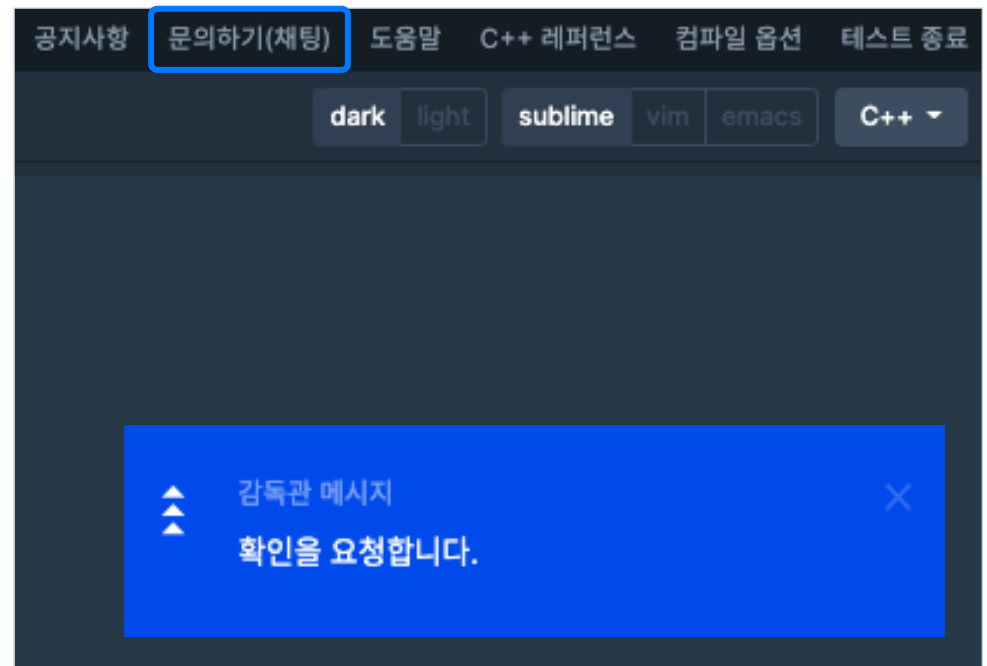 공지사항 문의하기(채팅) 도움말 C++ 레퍼런스 컴파일 옵션 테스트 종료
dark light sublime vim emacs C++
감독관 메시지
확인을 요청합니다.